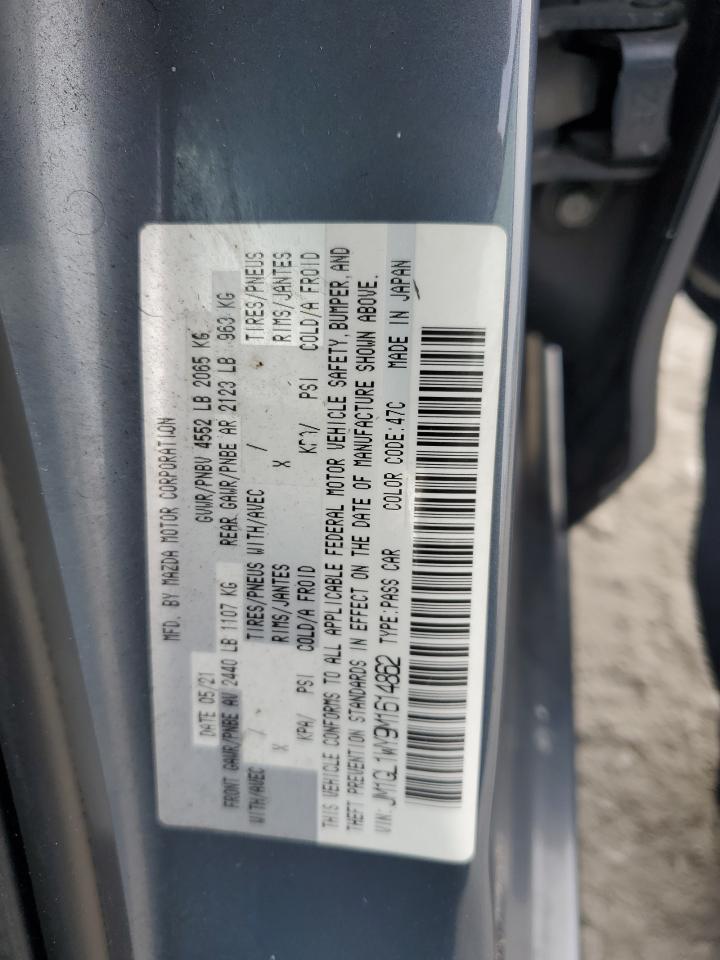 MFD. BY MAZDA MOTOR CORPORATION
DATE 05/21 GVWR/PNBV 4552 LB 2065 KG
FRONT GAWR/PNBE AV 2440 LB 1107 KG REAR GAWR/PNBE AR 2123 LB 963 KG
WITH/AVEC / TIRES/PNEUS WITH/AVEC / TIRES/PNEUS
X RIMS/JANTES X RIMS/JANTES
KPA/ PSI COLD/A FROID KPA/ PSI COLD/A FROID
THIS VEHICLE CONFORMS TO ALL APPLICABLE FEDERAL MOTOR VEHICLE SAFETY, BUMPER, AND
THEFT PREVENTION STANDARDS IN EFFECT ON THE DATE OF MANUFACTURE SHOWN ABOVE.
VIN: JM1GL1WY9M1614862 TYPE:PASS CAR COLOR CODE:47C MADE IN JAPAN